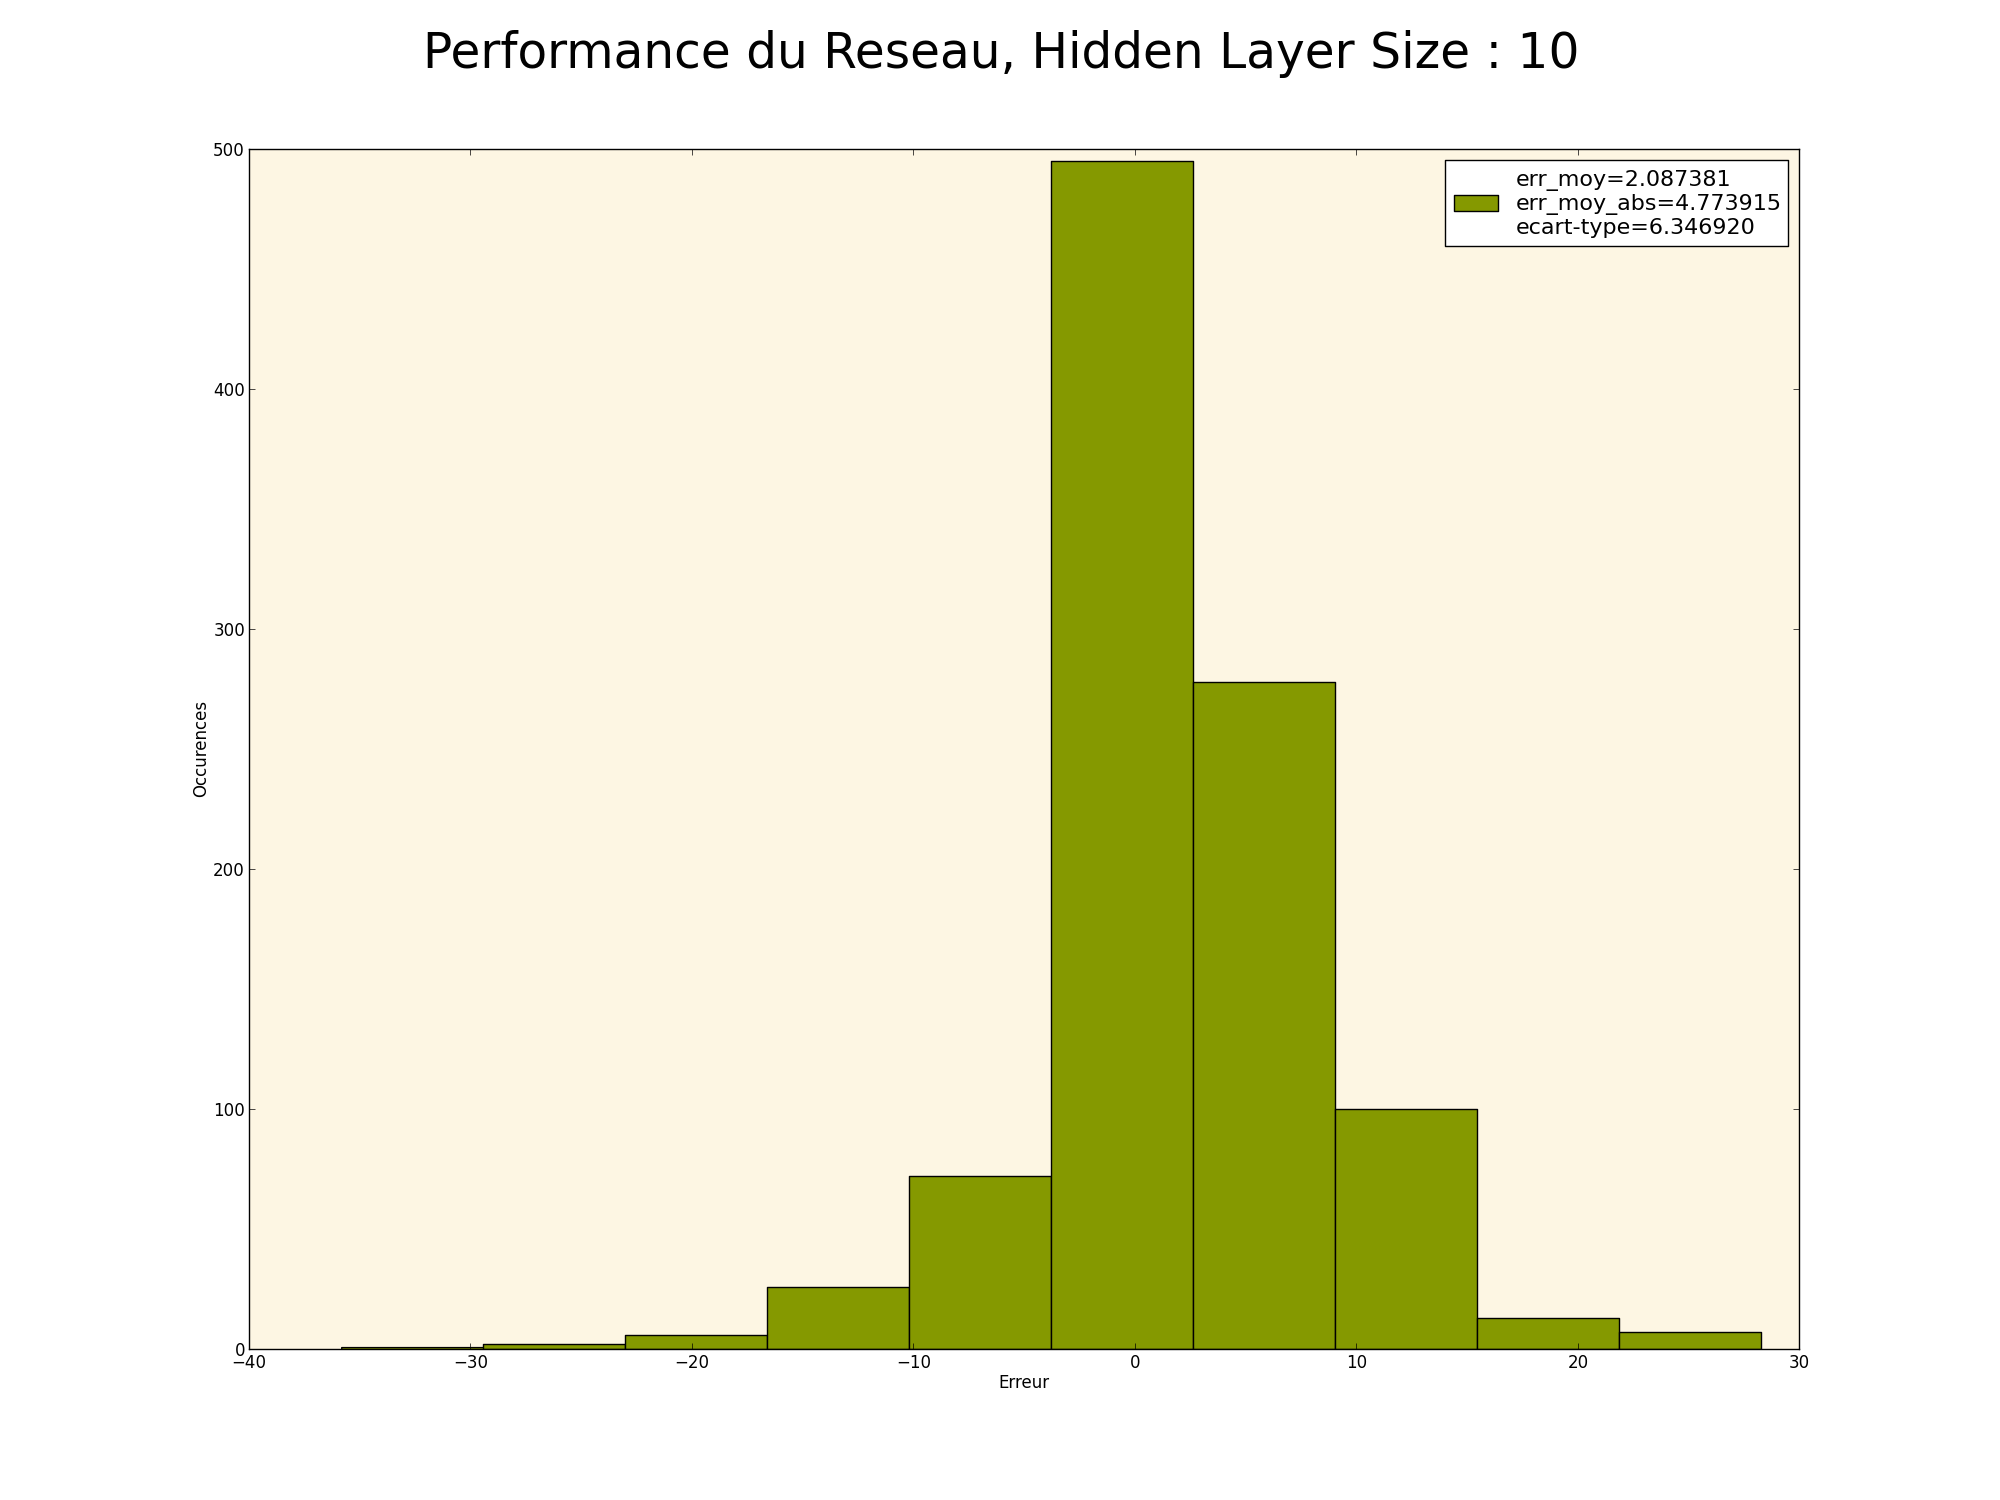 Performance du Reseau, Hidden Layer Size : 10
err_moy=2.087381
err_moy_abs=4.773915
ecart-type=6.346920
500
400
300
200
100
0
Occurences
−40 −30 −20 −10 0 10 20 30
Erreur